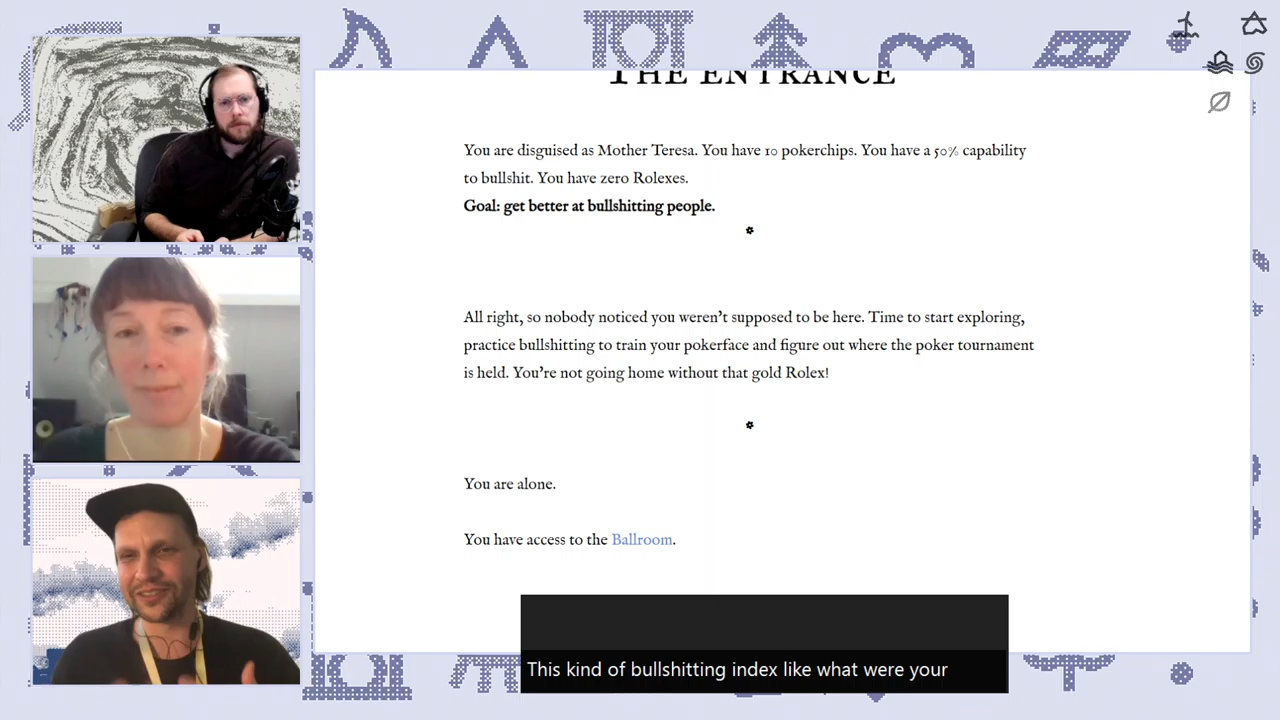 THE ENTRANCE
You are disguised as Mother Teresa. You have 10 pokerchips. You have a 50% capability
to bullshit. You have zero Rolexes.
Goal: get better at bullshitting people.
All right, so nobody noticed you weren't supposed to be here. Time to start exploring,
practice bullshitting to train your pokerface and figure out where the poker tournament
is held. You're not going home without that gold Rolex!
You are alone.
You have access to the Ballroom.
This kind of bullshitting index like what were your